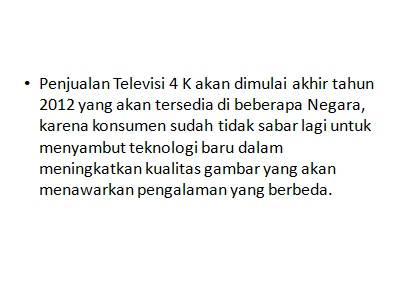 • Penjualan Televisi 4 K akan dimulai akhir tahun
2012 yang akan tersedia di beberapa Negara,
karena konsumen sudah tidak sabar lagi untuk
menyambut teknologi baru dalam
meningkatkan kualitas gambar yang akan
menawarkan pengalaman yang berbeda.